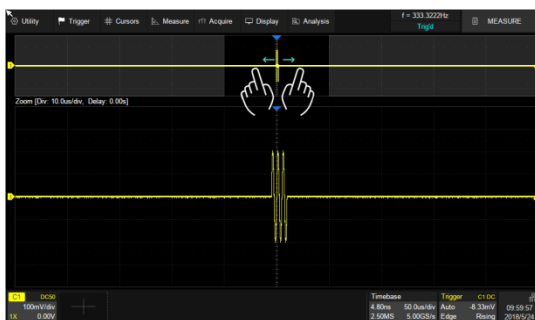 Utility Trigger Cursors Measure Acquire Display Analysis f = 333.3222Hz Trig'd MEASURE
Zoom [Div: 10.0us/div, Delay: 0.00s]
C1 DC50 Timebase Trigger C1 DC
100mV/div 4.80ns 50.0us/div Auto -8.33mV 09:59:57
1X 0.00V 2.50MS 5.00GS/s Edge Rising 2018/5/24